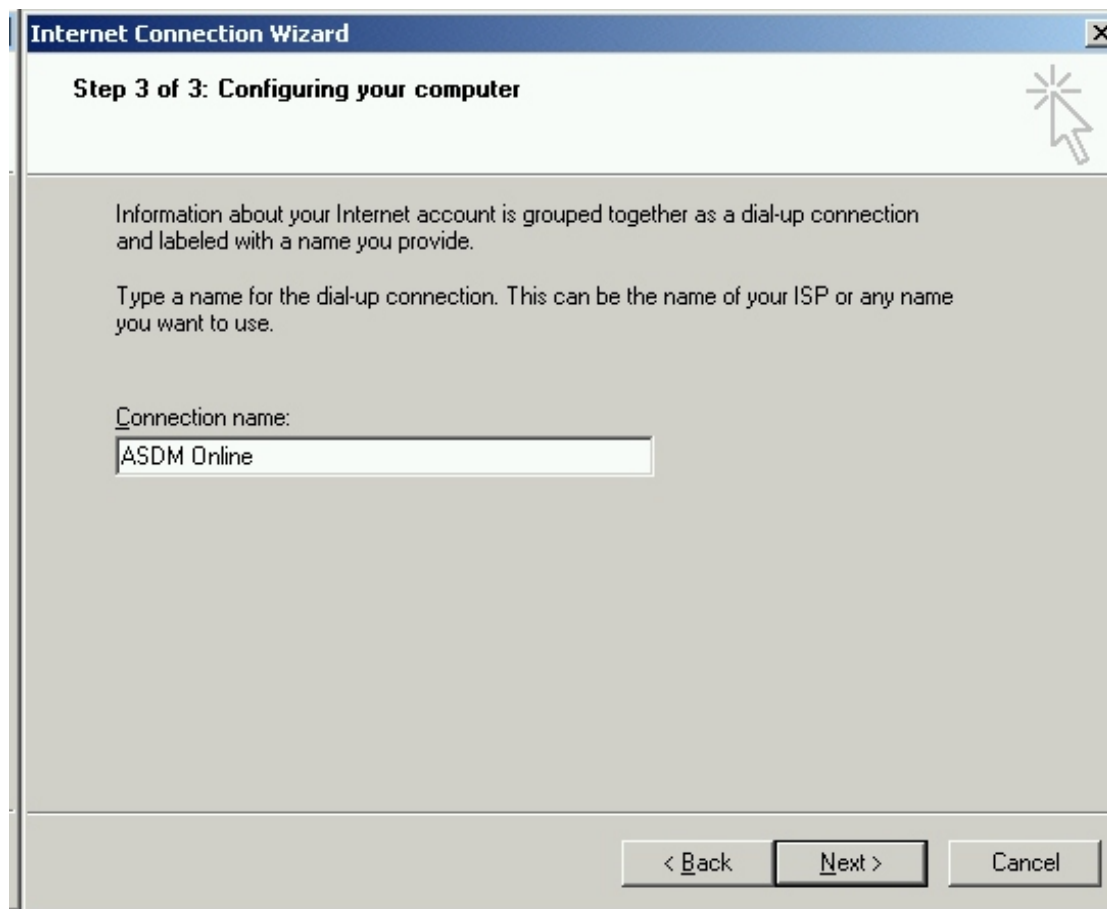 Internet Connection Wizard
Step 3 of 3: Configuring your computer
Information about your Internet account is grouped together as a dial-up connection
and labeled with a name you provide.
Type a name for the dial-up connection. This can be the name of your ISP or any name
you want to use.
Connection name:
ASDM Online
< Back
Next >
Cancel